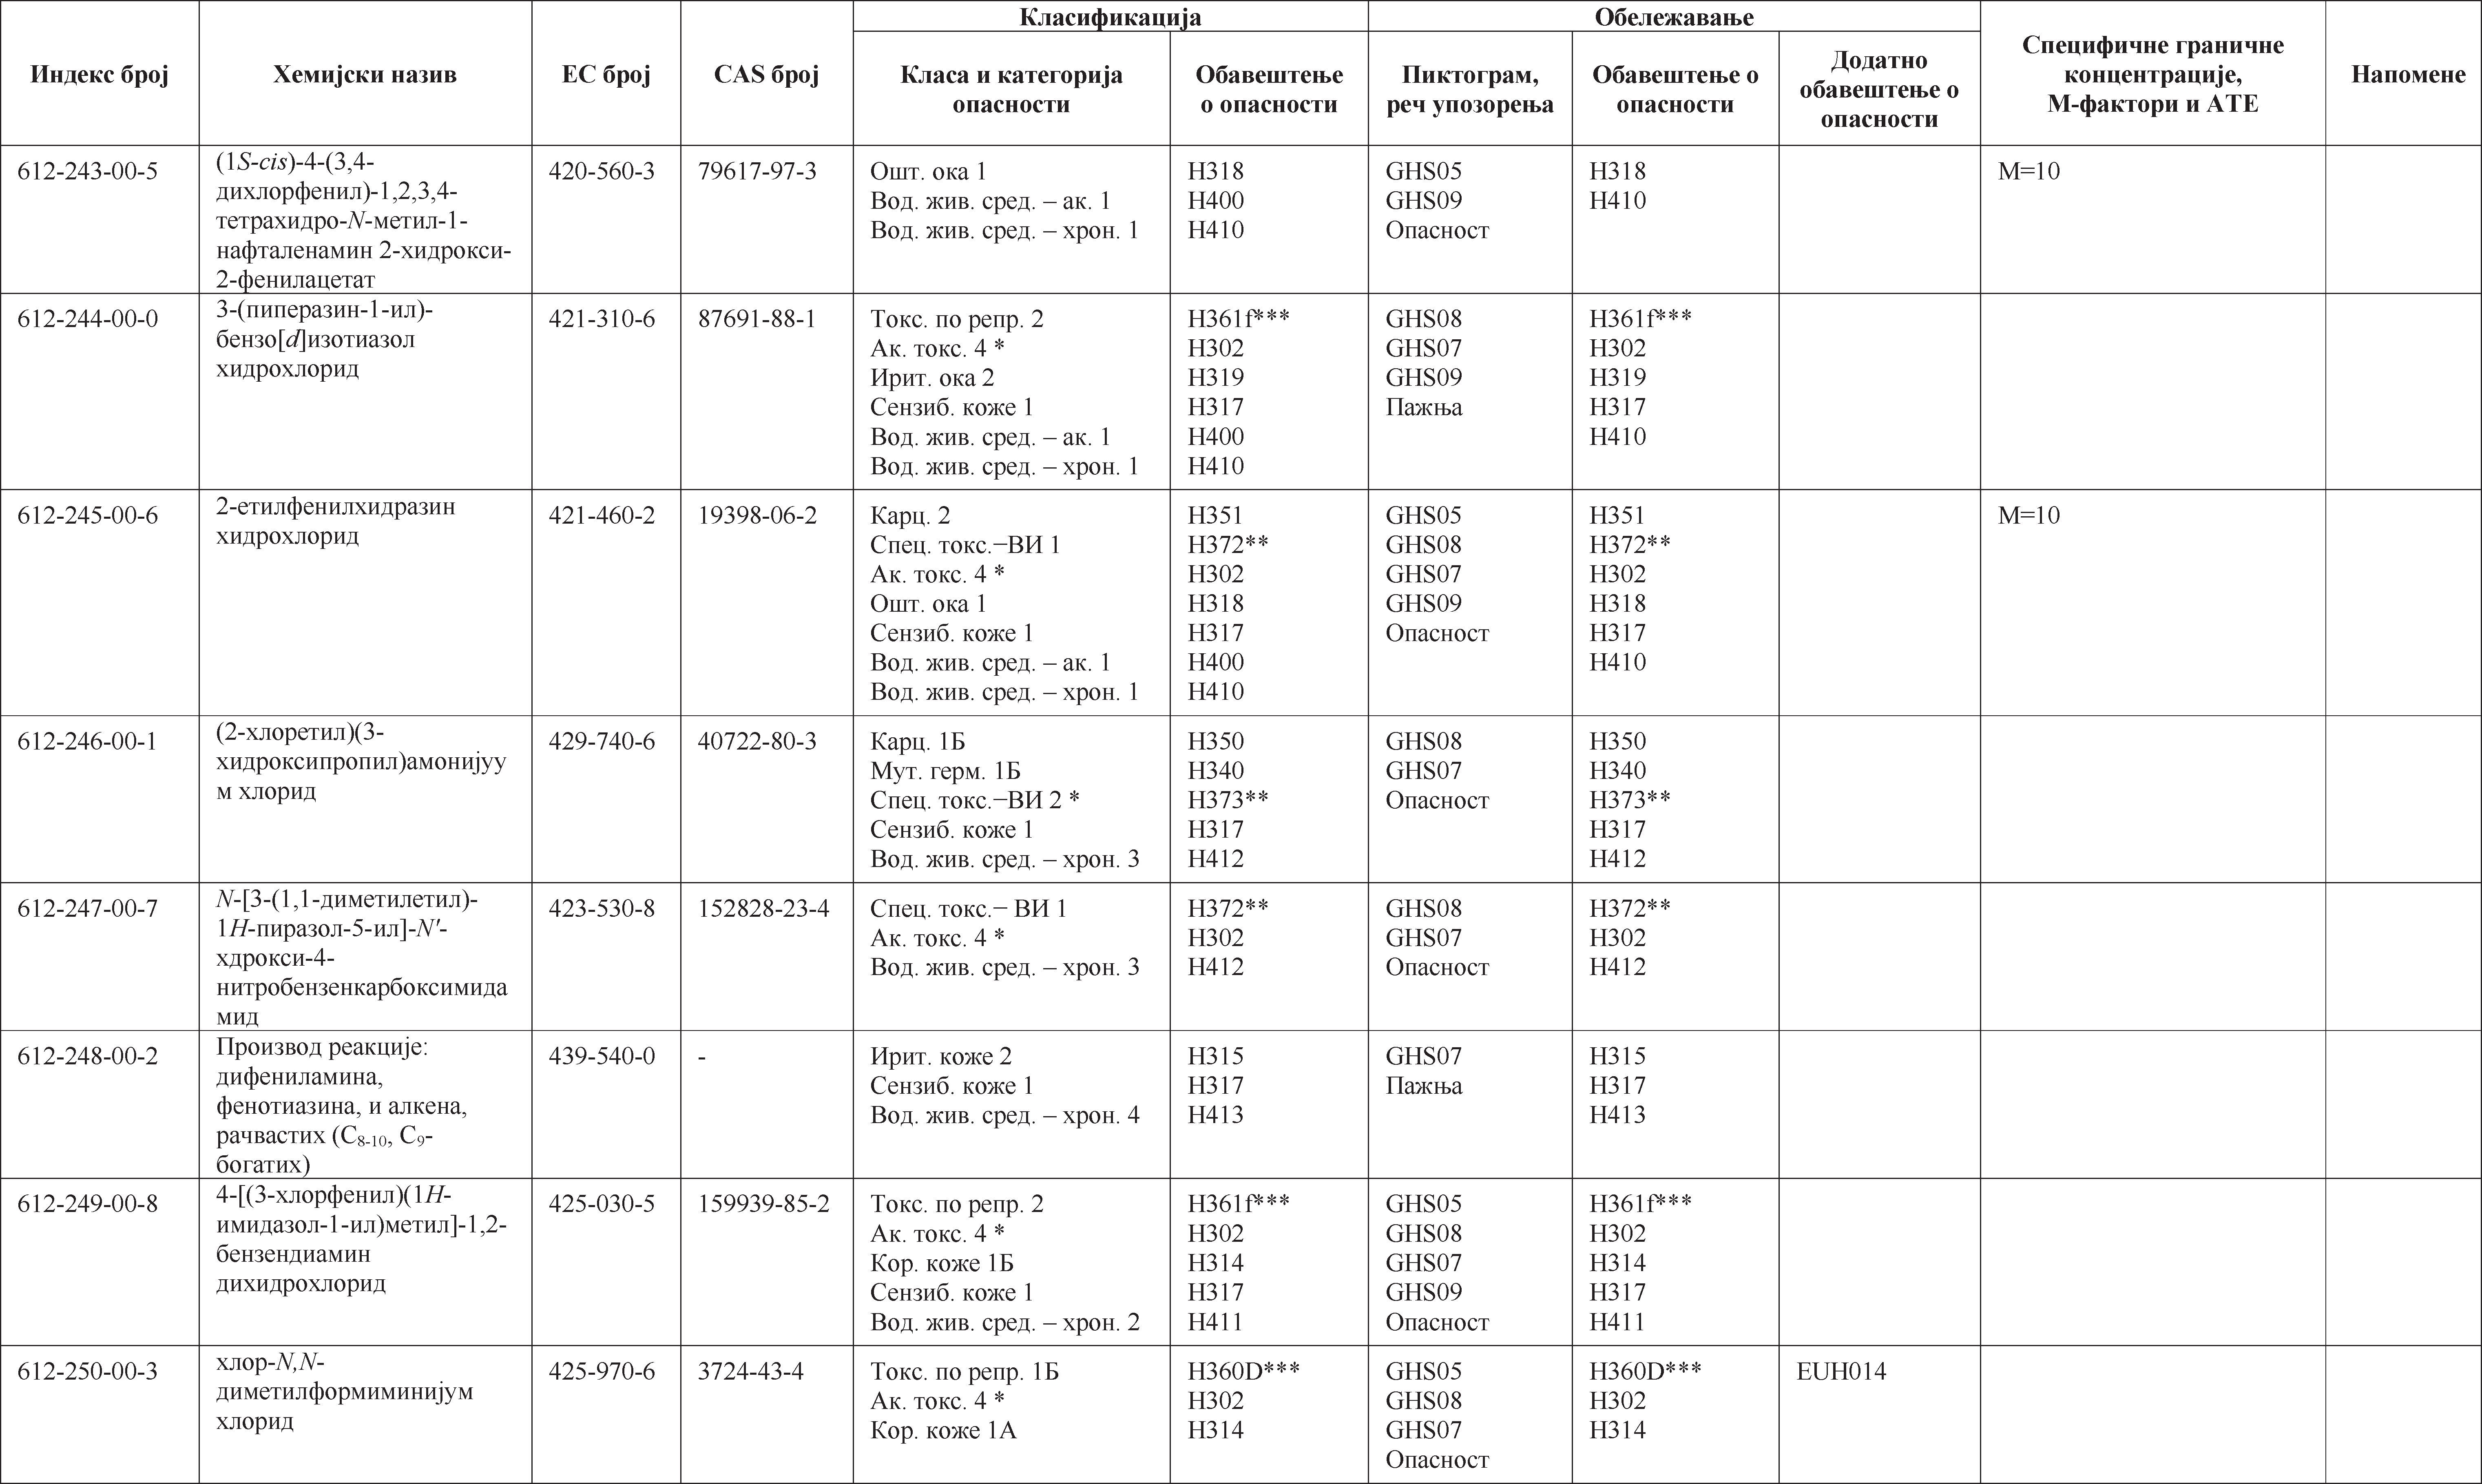 Индекс број
Хемијски назив
ЕС број
CAS број
Класификација
Обележавање
Специфичне граничне
концентрације,
М-фактори и АТЕ
Напомене
Класа и категорија
опасности
Обавештење
о опасности
Пиктограм,
реч упозорења
Обавештење о
опасности
Додатно
обавештење о
опасности
612-243-00-5
(1S-cis)-4-(3,4-
дихлорфенил)-1,2,3,4-
тетрахидро-N-метил-1-
нафталенамин 2-хидрокси-
2-фенилацетат
420-560-3
79617-97-3
Ошт. ока 1
Вод. жив. сред. – ак. 1
Вод. жив. сред. – хрон. 1
H318
H400
H410
GHS05
GHS09
Опасност
H318
H410
M=10
612-244-00-0
3-(пиперазин-1-ил)-
бензо[d]изотиазол
хидрохлорид
421-310-6
87691-88-1
Токс. по репр. 2
Ак. токс. 4 *
Ирит. ока 2
Сензиб. коже 1
Вод. жив. сред. – ак. 1
Вод. жив. сред. – хрон. 1
H361f***
H302
H319
H317
H400
H410
GHS08
GHS07
GHS09
Пажња
H361f***
H302
H319
H317
H410
612-245-00-6
2-етилфенилхидразин
хидрохлорид
421-460-2
19398-06-2
Карц. 2
Спец. токс.−ВИ 1
Ак. токс. 4 *
Ошт. ока 1
Сензиб. коже 1
Вод. жив. сред. – ак. 1
Вод. жив. сред. – хрон. 1
H351
H372**
H302
H318
H317
H400
H410
GHS05
GHS08
GHS07
GHS09
Опасност
H351
H372**
H302
H318
H317
H410
M=10
612-246-00-1
(2-хлоретил)(3-
хидроксипропил)амонијуу
м хлорид
429-740-6
40722-80-3
Карц. 1Б
Мут. герм. 1Б
Спец. токс.−ВИ 2 *
Сензиб. коже 1
Вод. жив. сред. – хрон. 3
H350
H340
H373**
H317
H412
GHS08
GHS07
Опасност
H350
H340
H373**
H317
H412
612-247-00-7
N-[3-(1,1-диметилетил)-
1H-пиразол-5-ил]-N'-
хдрокси-4-
нитробензенкарбоксимида
мид
423-530-8
152828-23-4
Спец. токс.− ВИ 1
Ак. токс. 4 *
Вод. жив. сред. – хрон. 3
H372**
H302
H412
GHS08
GHS07
Опасност
H372**
H302
H412
612-248-00-2
Производ реакције:
дифениламина,
фенотиазина, и алкена,
рачвастих (C8-10, C9-
богатих)
439-540-0
-
Ирит. коже 2
Сензиб. коже 1
Вод. жив. сред. – хрон. 4
H315
H317
H413
GHS07
Пажња
H315
H317
H413
612-249-00-8
4-[(3-хлорфенил)(1H-
имидазол-1-ил)метил]-1,2-
бензендиамин
дихидрохлорид
425-030-5
159939-85-2
Токс. по репр. 2
Ак. токс. 4 *
Кор. коже 1Б
Сензиб. коже 1
Вод. жив. сред. – хрон. 2
H361f***
H302
H314
H317
H411
GHS05
GHS08
GHS07
GHS09
Опасност
H361f***
H302
H314
H317
H411
612-250-00-3
хлор-N,N-
диметилформиминијум
хлорид
425-970-6
3724-43-4
Токс. по репр. 1Б
Ак. токс. 4 *
Кор. коже 1А
H360D***
H302
H314
GHS05
GHS08
GHS07
Опасност
H360D***
H302
H314
EUH014